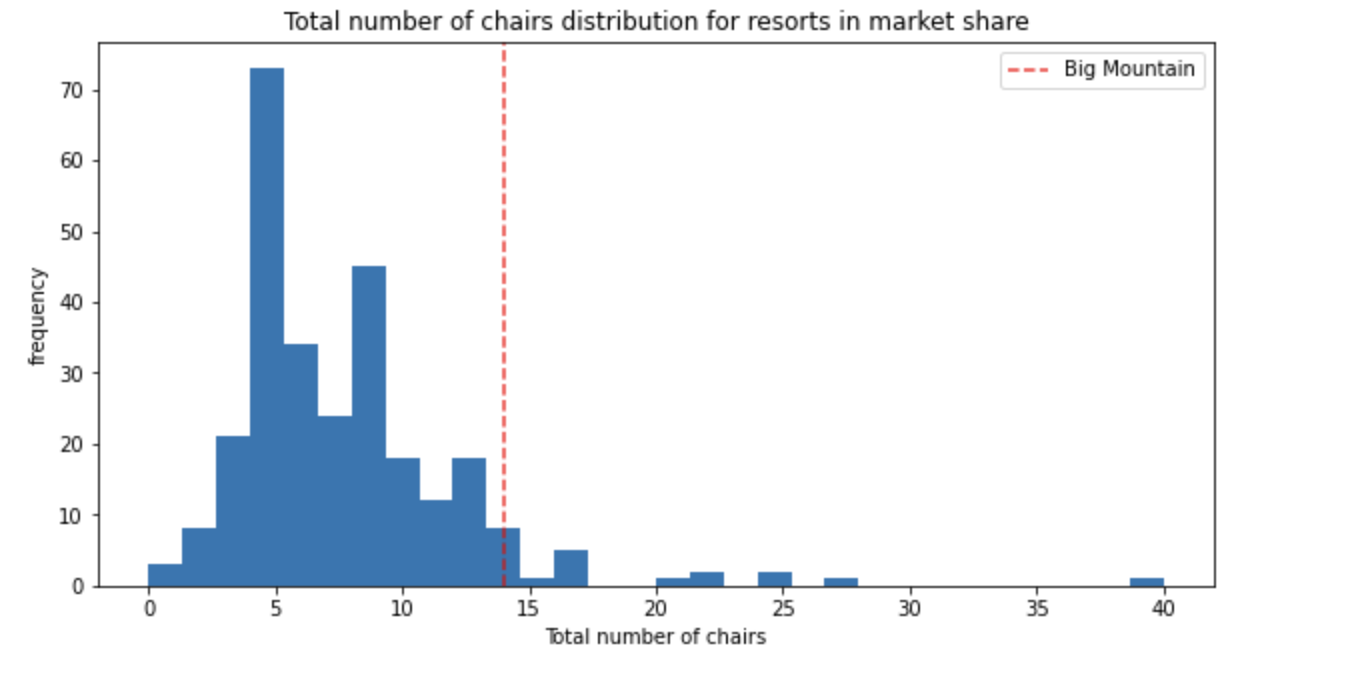 Total number of chairs distribution for resorts in market share
Big Mountain
70
60
50
40
30
20
10
0
frequency
0 5 10 15 20 25 30 35 40
Total number of chairs